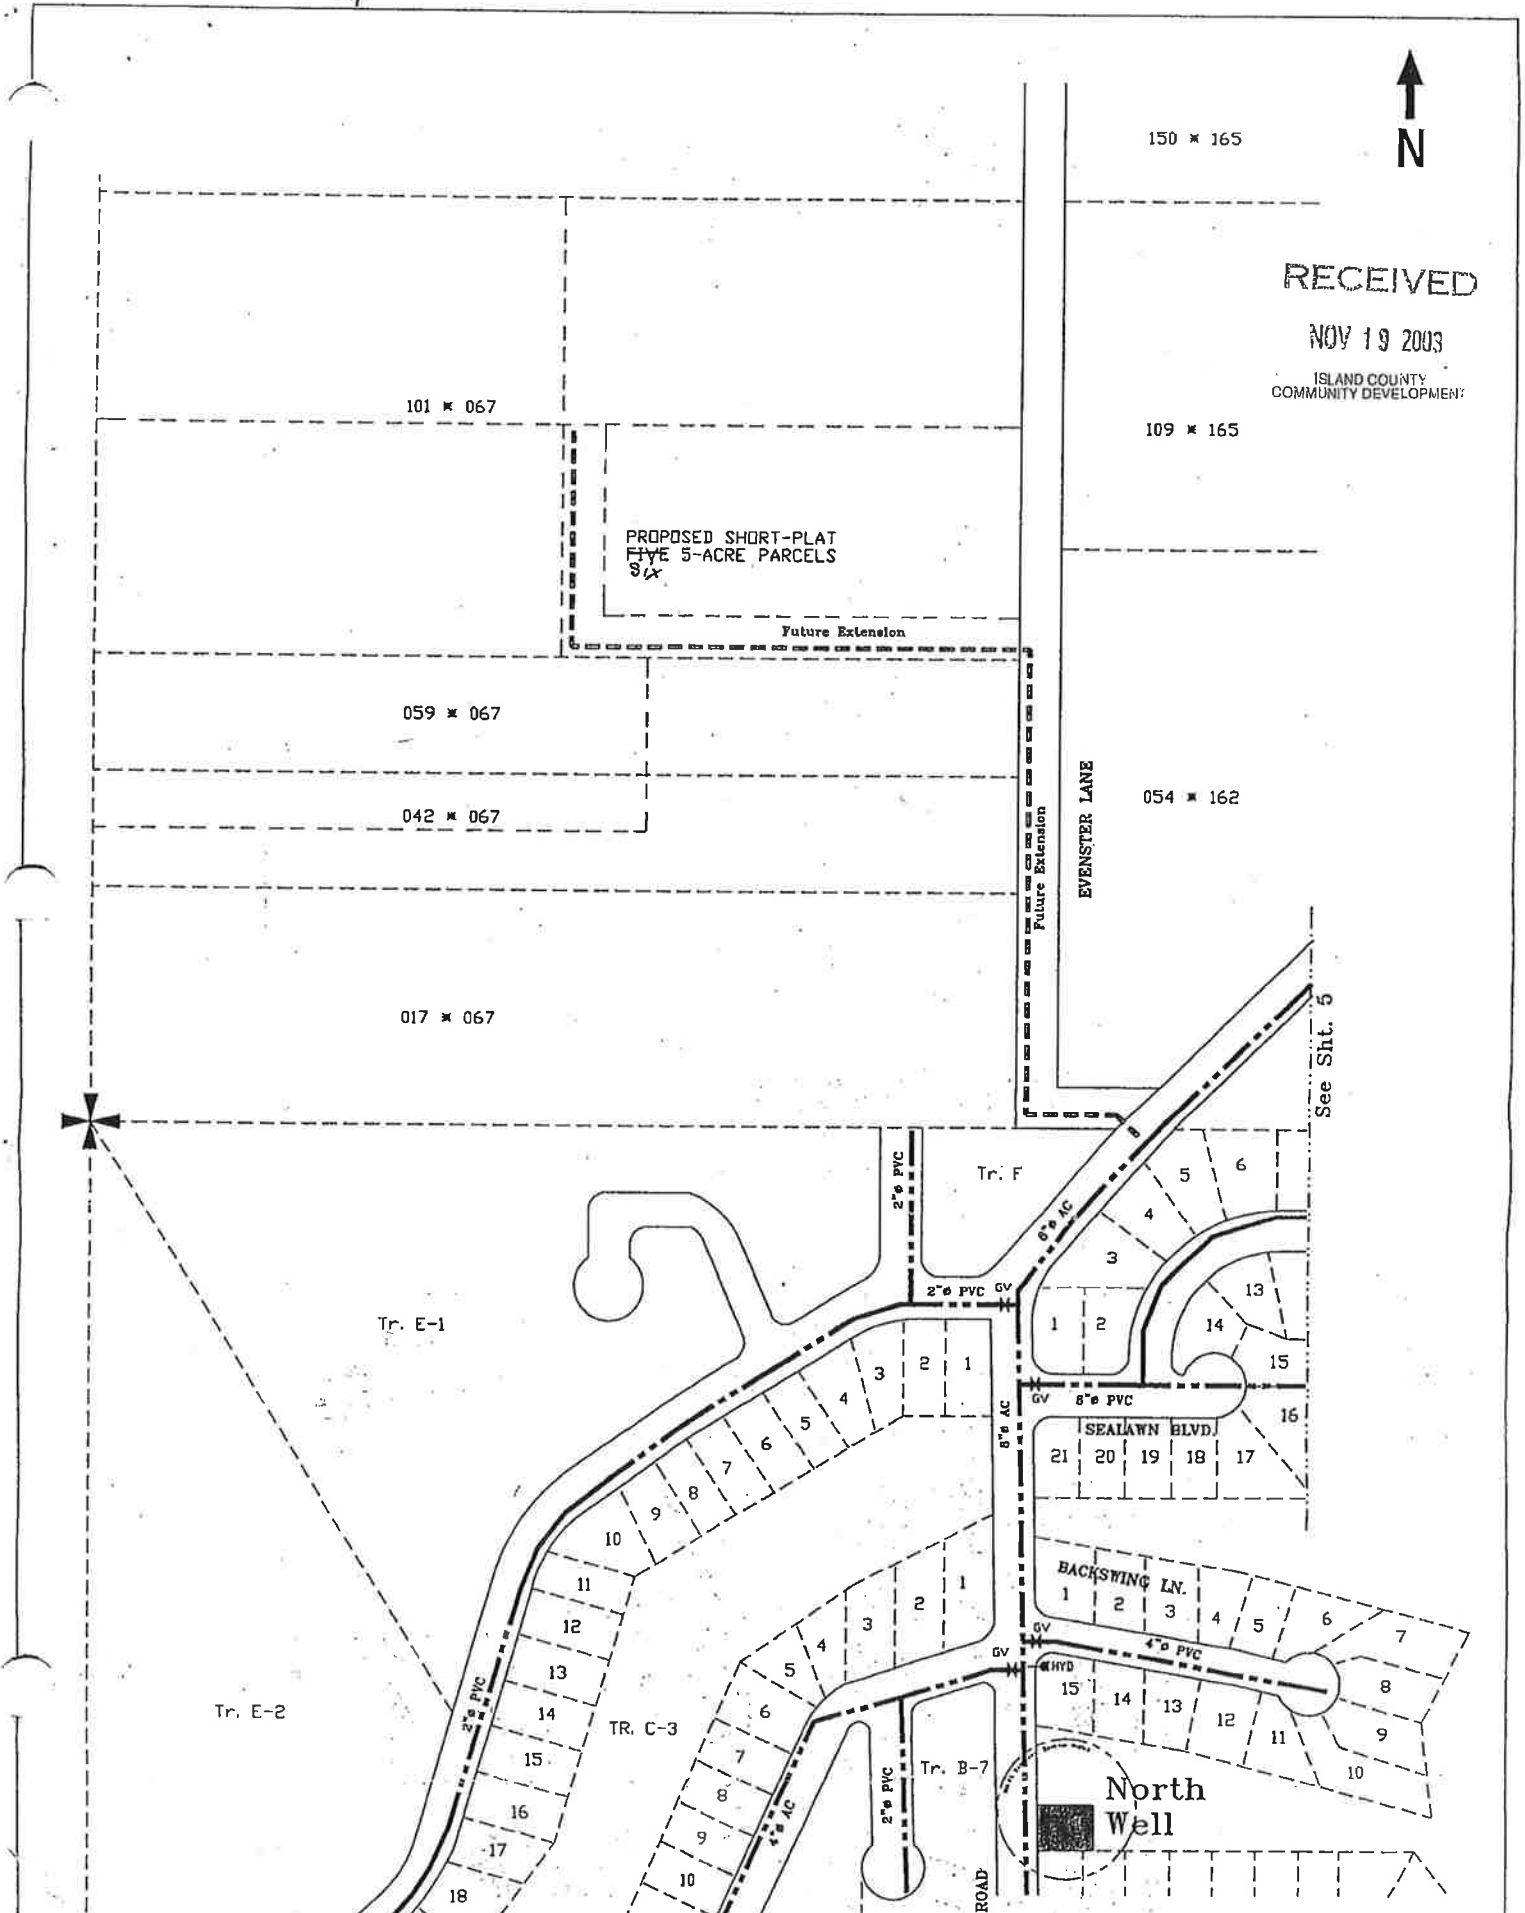 N
150 * 165
RECEIVED
NOV 19 2003
ISLAND COUNTY
COMMUNITY DEVELOPMENT
101 * 067
109 * 165
PROPOSED SHORT-PLAT
FIVE 5-ACRE PARCELS
SIX
Future Extension
059 * 067
EVENSTER LANE
054 * 162
042 * 067
Future Extension
017 * 067
See Sht. 5
2"ø PVC
Tr. F
6
5
4
3
6"ø AC
2"ø PVC
GV
13
Tr. E-1
1
2
14
15
3
2
1
4
GV
6"ø PVC
16
8"ø AC
5
SEALAWN BLVD.
6
21
20
19
18
17
7
8
9
10
BACKSWING LN.
11
1
1
2
3
4
5
6
7
2
3
12
4
GV
4"ø PVC
GV
HYD
5
13
15
14
13
12
11
8
2"ø PVC
Tr. E-2
14
TR. C-3
6
9
15
7
Tr. B-7
10
2"ø PVC
North
Well
16
8
4"ø AC
9
17
10
18
ROAD